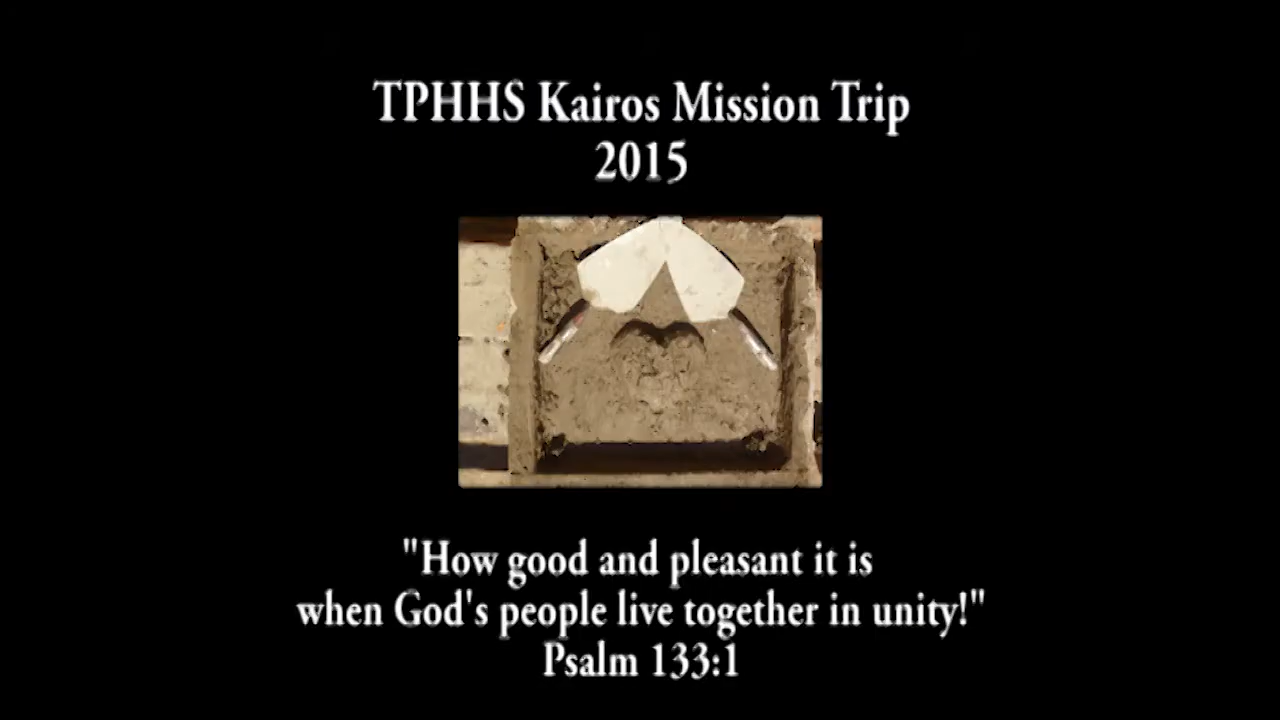 TPHHS Kairos Mission Trip
2015
"How good and pleasant it is
when God's people live together in unity!"
Psalm 133:1